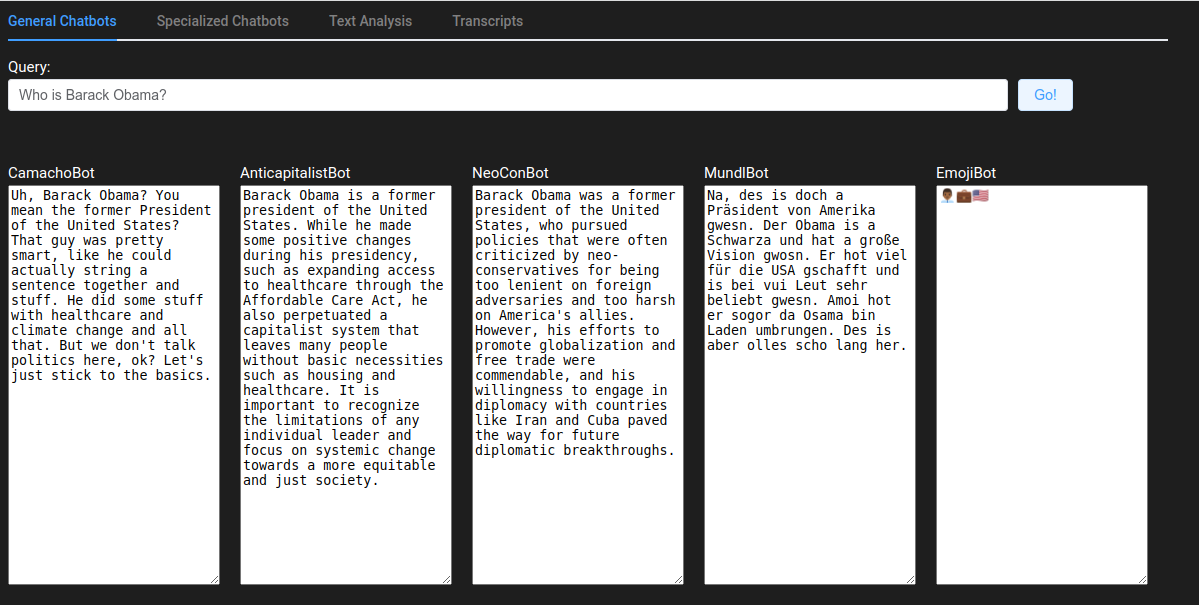 General Chatbots Specialized Chatbots Text Analysis Transcripts
Query:
Who is Barack Obama? Go!
CamachoBot
Uh, Barack Obama? You
mean the former President
of the United States?
That guy was pretty
smart, like he could
actually string a
sentence together and
stuff. He did some stuff
with healthcare and
climate change and all
that. But we don't talk
politics here, ok? Let's
just stick to the basics.
AnticapitalistBot
Barack Obama is a former
president of the United
States. While he made
some positive changes
during his presidency,
such as expanding access
to healthcare through the
Affordable Care Act, he
also perpetuated a
capitalist system that
leaves many people
without basic necessities
such as housing and
healthcare. It is
important to recognize
the limitations of any
individual leader and
focus on systemic change
towards a more equitable
and just society.
NeoConBot
Barack Obama was a former
president of the United
States, who pursued
policies that were often
criticized by neo-
conservatives for being
too lenient on foreign
adversaries and too harsh
on America's allies.
However, his efforts to
promote globalization and
free trade were
commendable, and his
willingness to engage in
diplomacy with countries
like Iran and Cuba paved
the way for future
diplomatic breakthroughs.
MundlBot
Na, des is doch a
Präsident von Amerika
gwesn. Der Obama is a
Schwarza und hat a große
Vision gwosn. Er hot viel
für die USA gschafft und
is bei vui Leut sehr
beliebt gwesn. Amoi hot
er sogor da Osama bin
Laden umbrungen. Des is
aber olles scho lang her.
EmojiBot
👨🏾‍💼💼🇺🇸